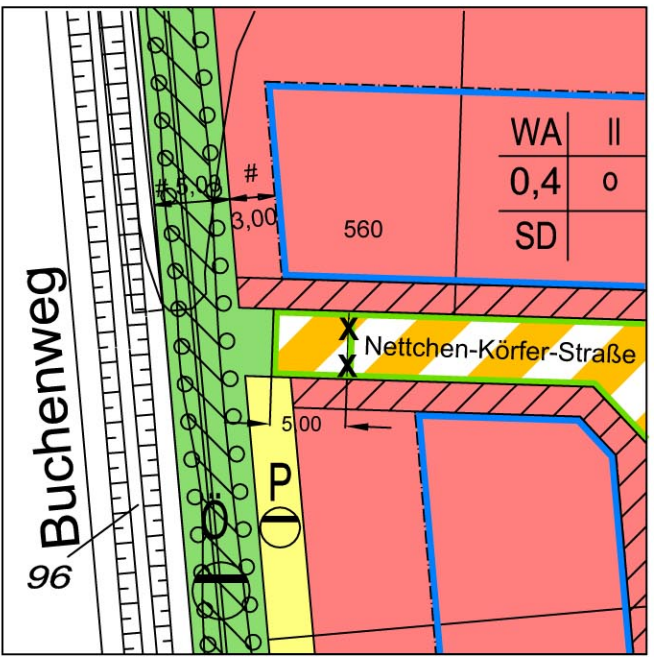 WA II
0,4 o
SD
# 5,00 #
3,00
560
X
Nettchen-Körfer-Straße
X
5,00
P
Ö
Buchenweg
96